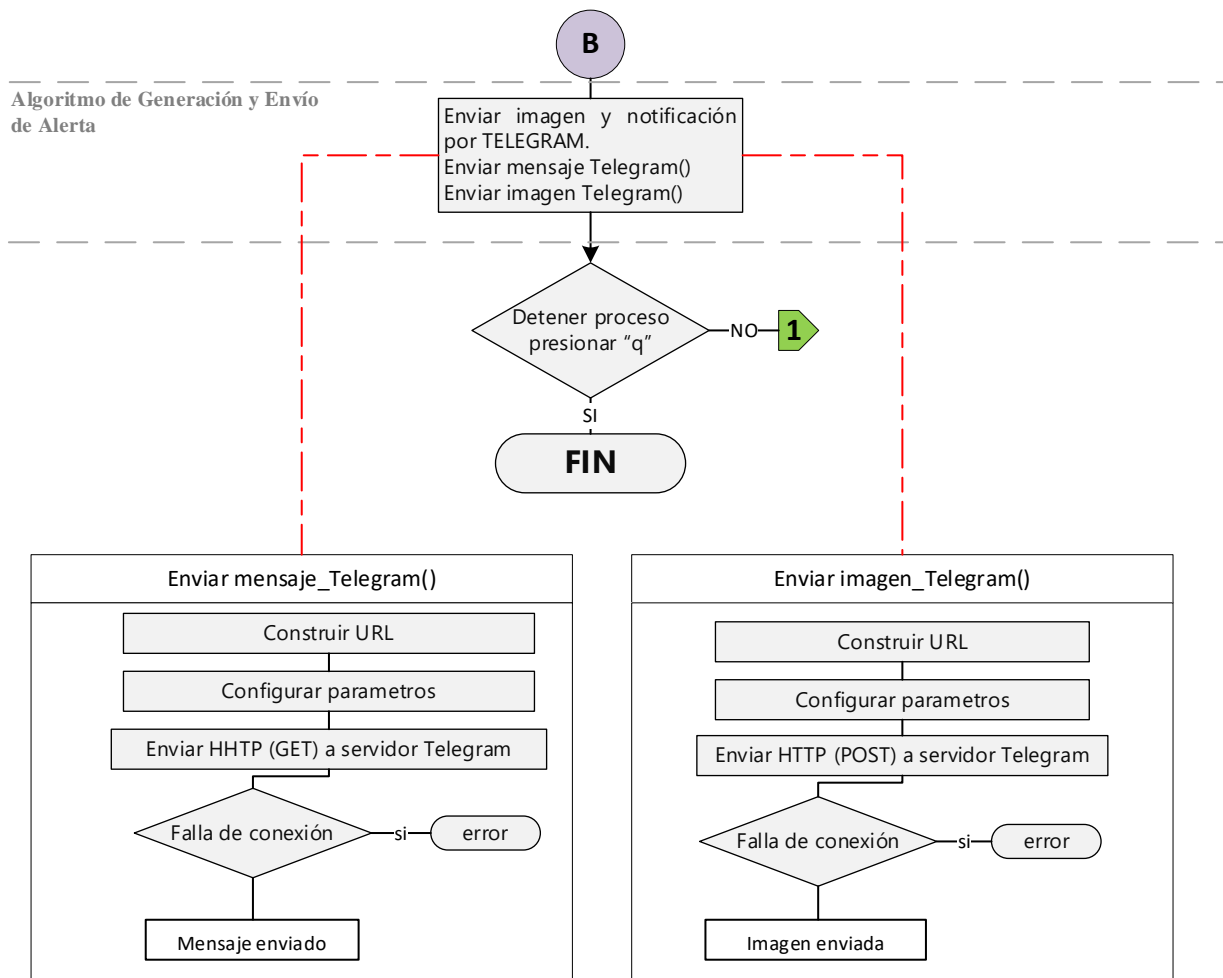 B
Algoritmo de Generación y Envío
de Alerta
Enviar imagen y notificación
por TELEGRAM.
Enviar mensaje Telegram()
Enviar imagen Telegram()
Detener proceso
presionar “q”
NO
1
SI
FIN
Enviar mensaje_Telegram()
Construir URL
Configurar parametros
Enviar HHTP (GET) a servidor Telegram
Falla de conexión
si
error
Mensaje enviado
Enviar imagen_Telegram()
Construir URL
Configurar parametros
Enviar HTTP (POST) a servidor Telegram
Falla de conexión
si
error
Imagen enviada